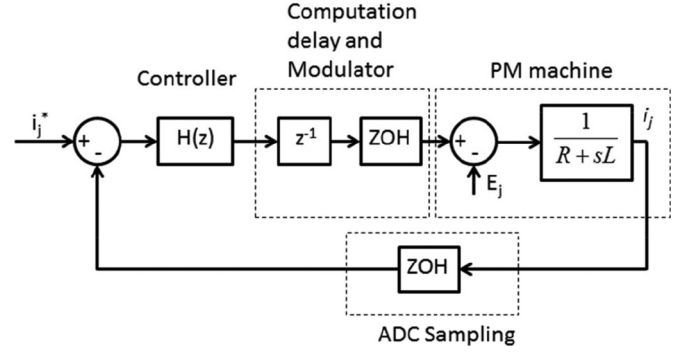 Computation
delay and
Modulator
Controller
PM machine
i_j^*
+
-
H(z)
z^{-1}
ZOH
+
-
E_j
1
R+sL
i_j
ZOH
ADC Sampling